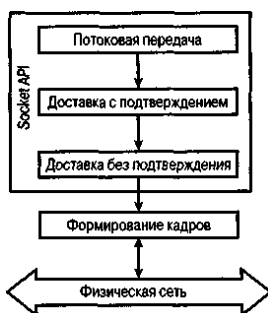 Socket API
Потоковая передача
Доставка с подтверждением
Доставка без подтверждения
Формирование кадров
Физическая сеть